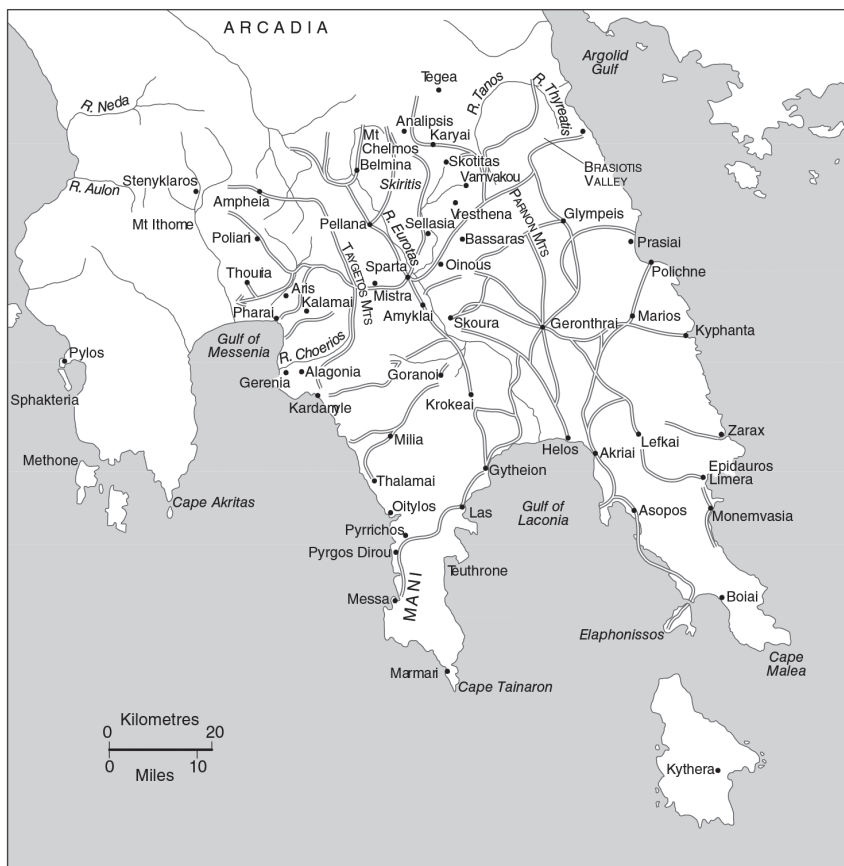 ARCADIA
Argolid
Gulf
Tegea
R. Tanos
R. Thyreatis
R. Neda
Analipsis
Mt
Chelmos
Karyai
Belmina
Skotitas
BRASIOTIS
VALLEY
R. Aulon
Stenyklaros
Skiritis
Vamvakou
Ampheia
Vresthena
PARNON MTS
Glympeis
Mt Ithome
Pellana
R. Eurotas
Sellasia
Poliani
Bassaras
Prasiai
TAYGETOS MTS
Sparta
Oinous
Polichne
Thouria
Aris
Mistra
Kalamai
Amyklai
Pharai
Skoura
Geronthrai
Marios
Kyphanta
Gulf of
Messenia
R. Choerios
Pylos
Gerenia
Alagonia
Goranoi
Sphakteria
Kardamyle
Krokeai
Milia
Helos
Akriai
Lefkai
Zarax
Methone
Gytheion
Epidauros
Limera
Thalamai
Cape Akritas
Oitylos
Las
Gulf of
Laconia
Asopos
Monemvasia
Pyrrichos
Pyrgos Dirou
Teuthrone
MANI
Messa
Boiai
Elaphonissos
Cape
Malea
Marmari
Cape Tainaron
Kilometres
0 20
0 10
Miles
Kythera